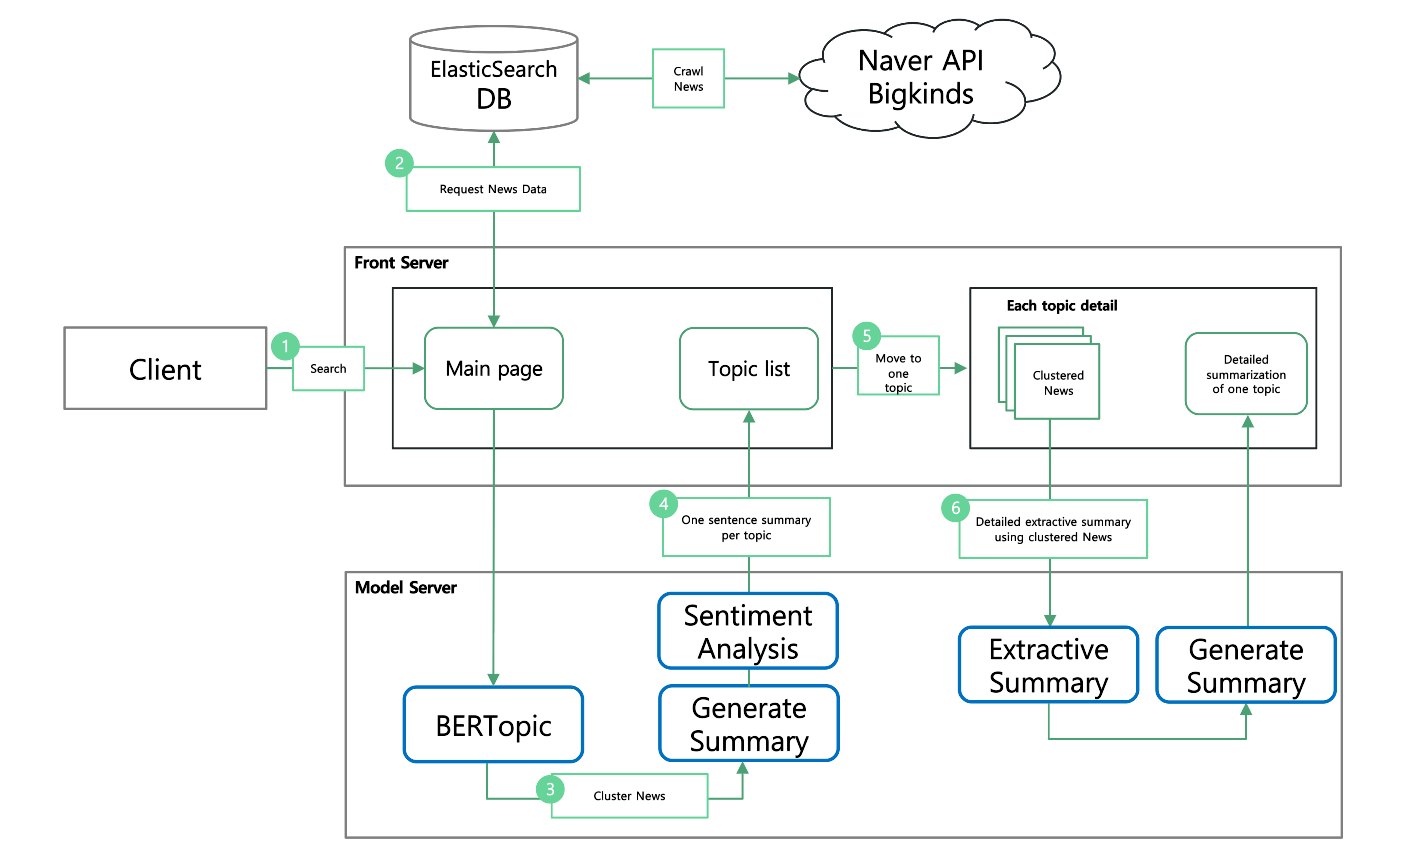 ElasticSearch
DB
Crawl
News
Naver API
Bigkinds
2
Request News Data
Front Server
Client
1
Search
Main page
Topic list
5
Move to
one
topic
Each topic detail
Clustered
News
Detailed
summarization
of one topic
4
One sentence summary
per topic
6
Detailed extractive summary
using clustered News
Model Server
Sentiment
Analysis
Extractive
Summary
Generate
Summary
BERTopic
Generate
Summary
3
Cluster News